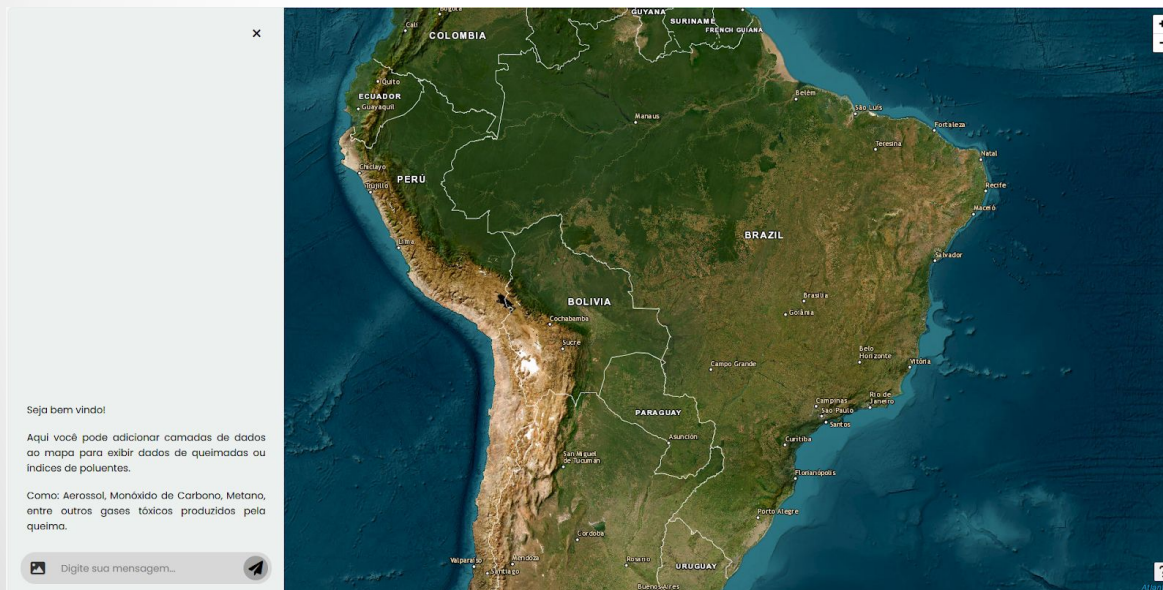 ×
Seja bem vindo!
Aqui você pode adicionar camadas de dados
ao mapa para exibir dados de queimadas ou
índices de poluentes.
Como: Aerossol, Monóxido de Carbono, Metano,
entre outros gases tóxicos produzidos pela
queima.
Digite sua mensagem...
Bogotá
Cali
COLOMBIA
GUYANA
SURINAME
FRENCH GUIANA
Quito
ECUADOR
Guayaquil
Belém
São Luís
Manaus
Fortaleza
Teresina
Natal
Chiclayo
PERÚ
Trujillo
Recife
Maceió
BRAZIL
Lima
Salvador
BOLIVIA
Brasília
Goiânia
Cochabamba
Sucre
Belo
Horizonte
Vitória
Campo Grande
Rio de
Janeiro
Campinas
São Paulo
Santos
PARAGUAY
Asunción
Curitiba
San Miguel
de Tucumán
Florianópolis
Porto Alegre
Córdoba
Valparaíso
Mendoza
Santiago
Rosario
URUGUAY
Buenos Aires